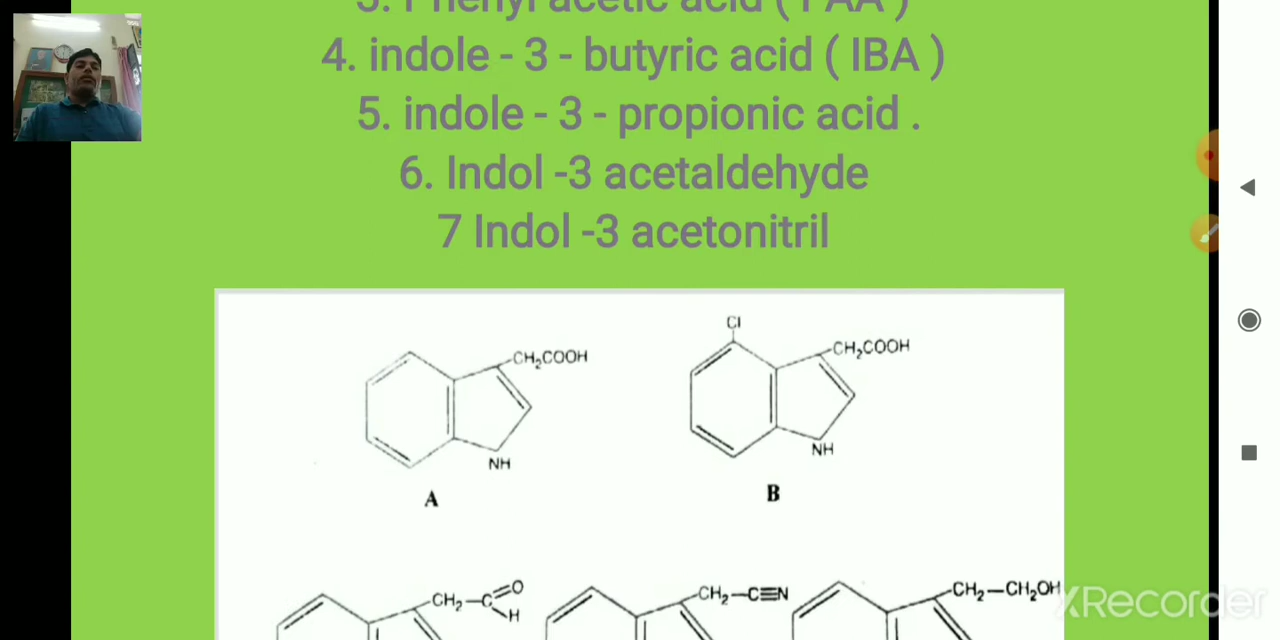 3. Phenyl acetic acid ( PAA )
4. indole - 3 - butyric acid ( IBA )
5. indole - 3 - propionic acid .
6. Indol -3 acetaldehyde
7 Indol -3 acetonitril
Cl
CH₂COOH
CH₂COOH
NH
NH
A
B
CH₂-C=O
H
CH₂-C≡N
CH₂-CH₂OH
XRecorder